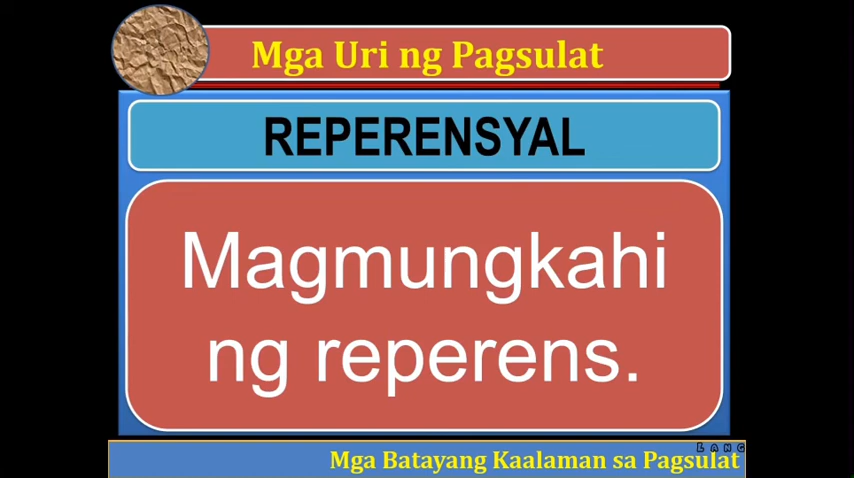 Mga Uri ng Pagsulat
REPERENSYAL
Magmungkahi
ng reperens.
Mga Batayang Kaalaman sa Pagsulat